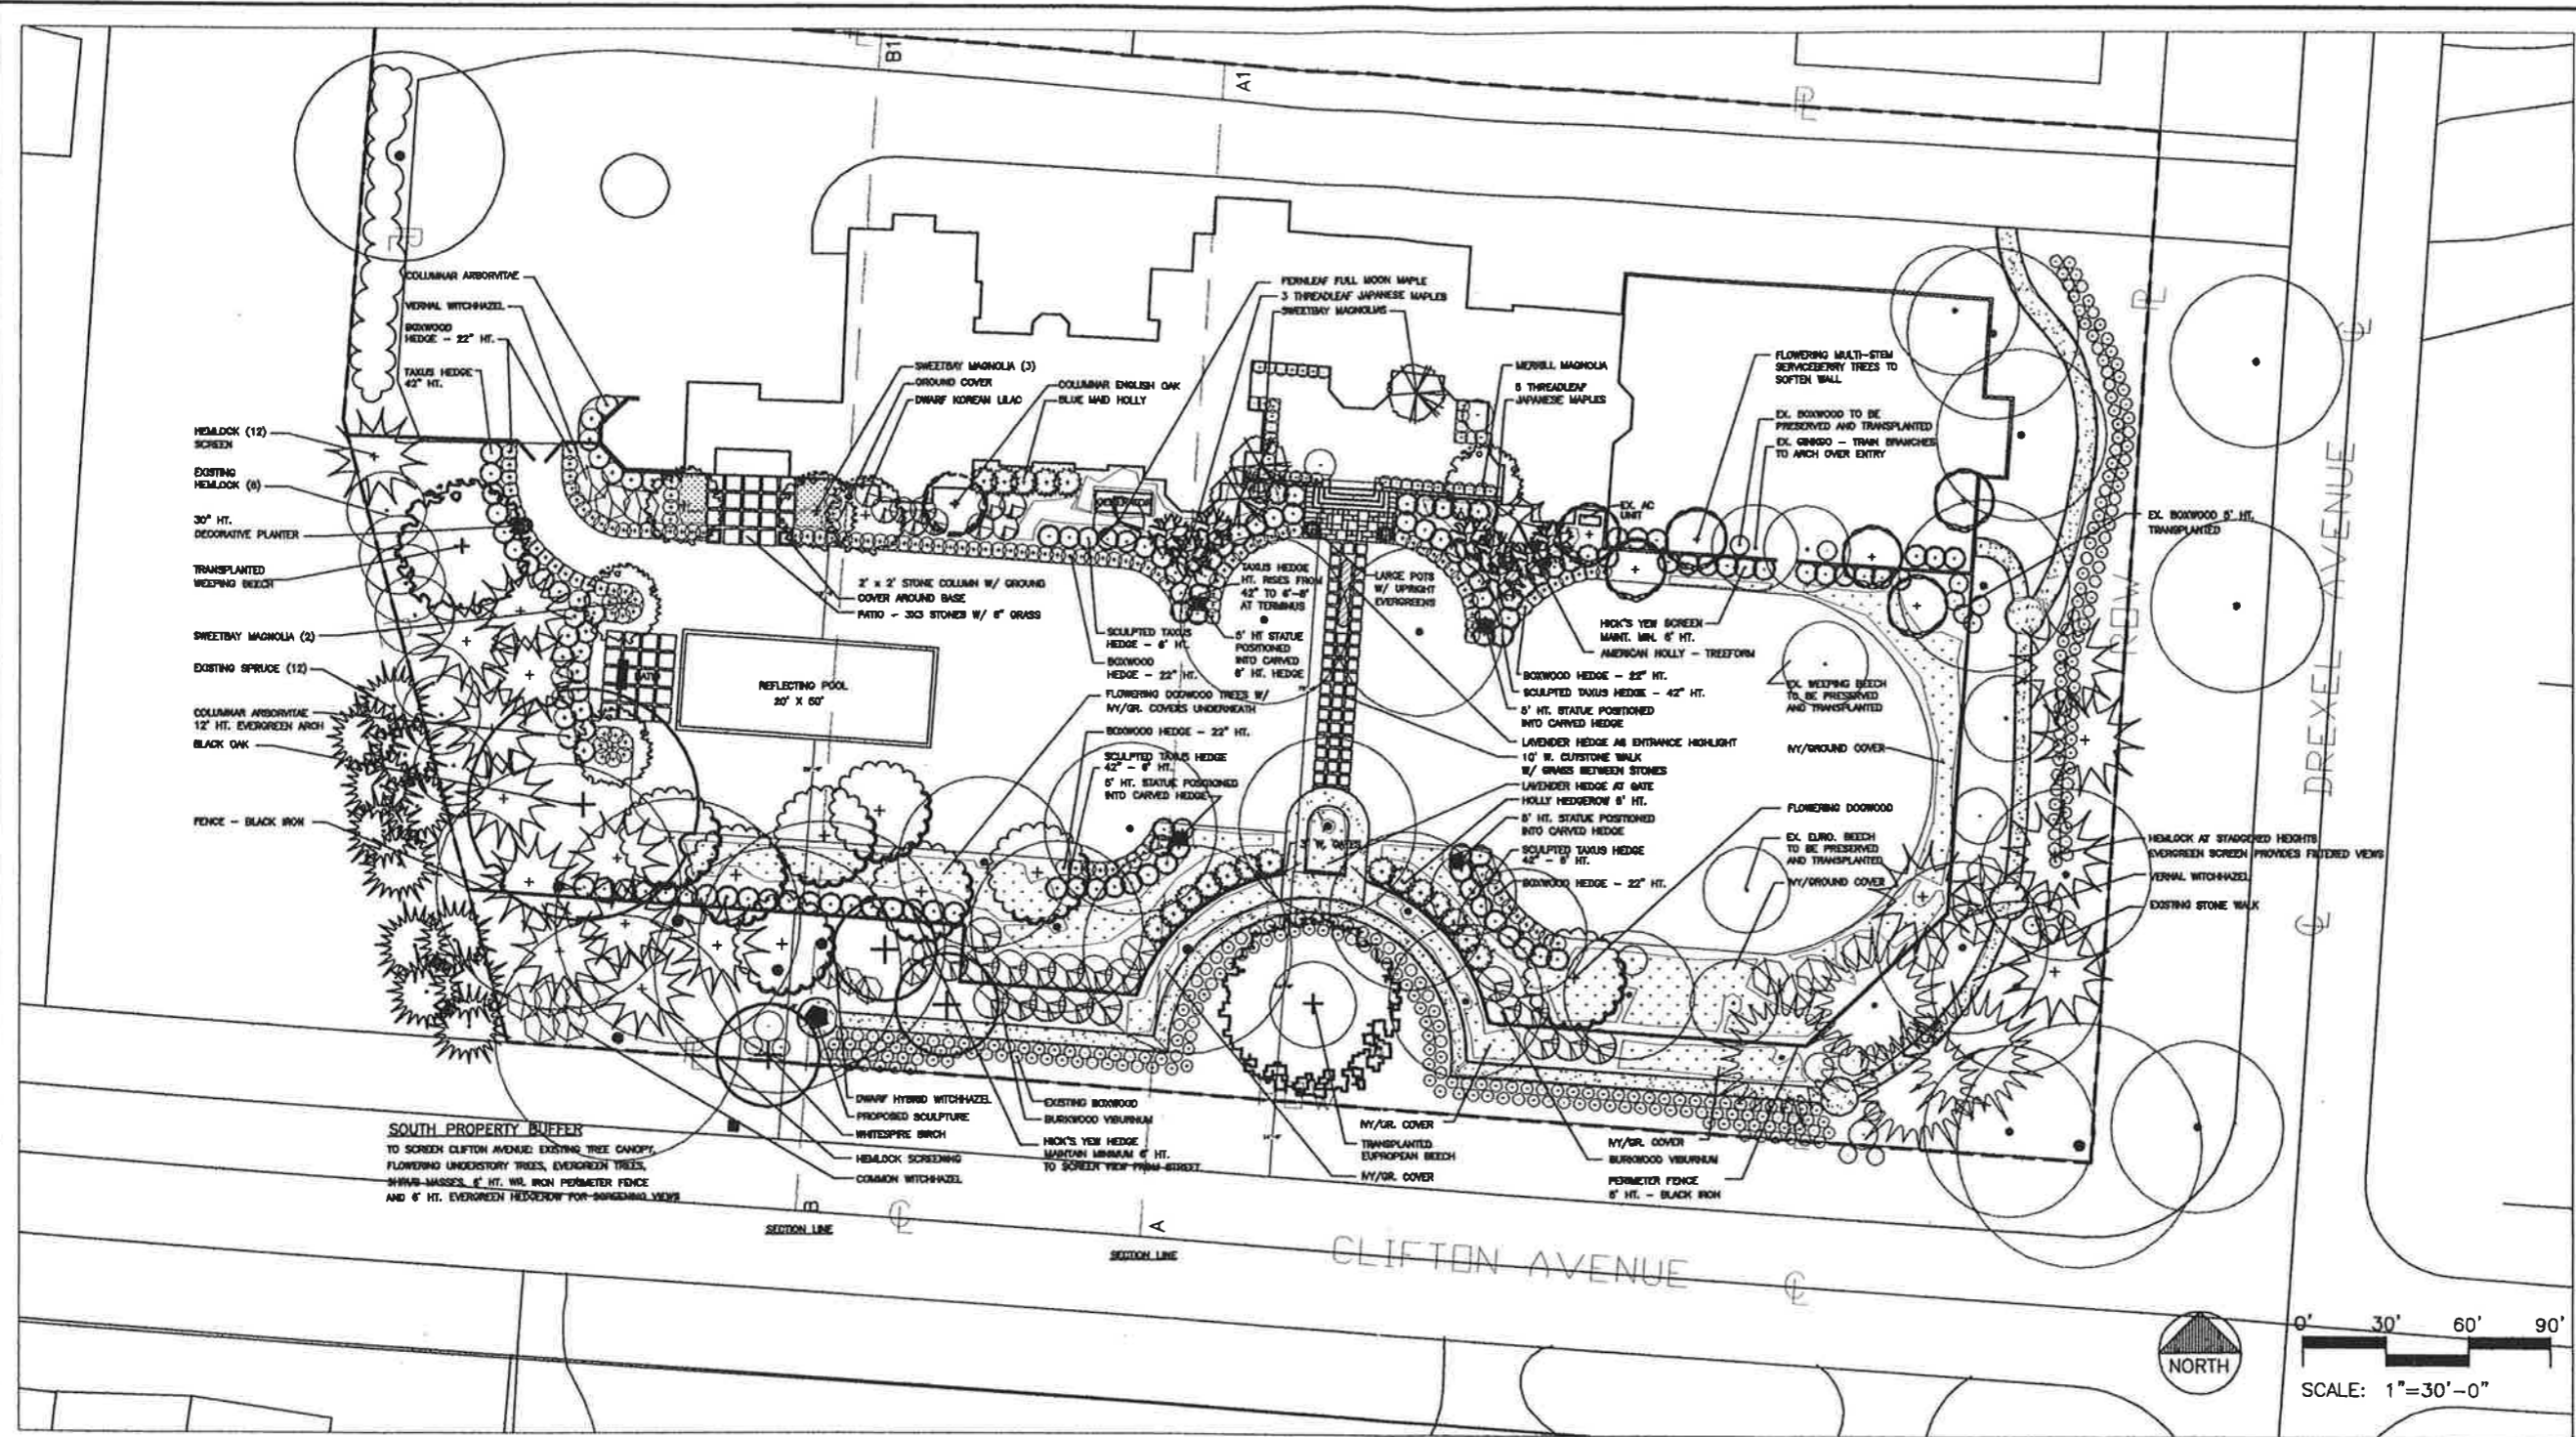 B1
A1
COLUMNAR ARBORVITAE
VERNAL WITCHHAZEL
BOXWOOD
HEDGE - 22" HT.
TAXUS HEDGE
42" HT.
HEMLOCK (12)
SCREEN
EXISTING
HEMLOCK (6)
30" HT.
DECORATIVE PLANTER
TRANSPLANTED
WEEPING BEECH
SWEETBAY MAGNOLIA (2)
EXISTING SPRUCE (12)
COLUMNAR ARBORVITAE
12' HT. EVERGREEN ARCH
BLACK OAK
FENCE - BLACK IRON
SWEETBAY MAGNOLIA (3)
GROUND COVER
DWARF KOREAN LILAC
COLUMNAR ENGLISH OAK
BLUE MAID HOLLY
FERNLEAF FULL MOON MAPLE
3 THREADLEAF JAPANESE MAPLES
SWEETBAY MAGNOLIAS
MERRILL MAGNOLIA
5 THREADLEAF
JAPANESE MAPLES
FLOWERING MULTI-STEM
SERVICEBERRY TREES TO
SOFTEN WALL
EX. BOXWOOD TO BE
PRESERVED AND TRANSPLANTED
EX. GINKGO - TRAIN BRANCHES
TO ARCH OVER ENTRY
EX. BOXWOOD 5' HT.
TRANSPLANTED
GENERATOR
EX. AC
UNIT
2' x 2' STONE COLUMN W/ GROUND
COVER AROUND BASE
PATIO - 3X3 STONES W/ 6" GRASS
PATIO
REFLECTING POOL
20' X 60'
SCULPTED TAXUS
HEDGE - 6' HT.
BOXWOOD
HEDGE - 22" HT.
TAXUS HEDGE
HT. RISES FROM
42" TO 6'-8'
AT TERMINUS
5' HT STATUE
POSITIONED
INTO CARVED
6' HT. HEDGE
LARGE POTS
W/ UPRIGHT
EVERGREENS
HICK'S YEW SCREEN
MAINT. MIN. 6' HT.
AMERICAN HOLLY - TREEFORM
BOXWOOD HEDGE - 22" HT.
SCULPTED TAXUS HEDGE - 42" HT.
5' HT. STATUE POSITIONED
INTO CARVED HEDGE
LAVENDER HEDGE AS ENTRANCE HIGHLIGHT
10' W. CUTSTONE WALK
W/ GRASS BETWEEN STONES
LAVENDER HEDGE AT GATE
HOLLY HEDGEROW 5' HT.
5' HT. STATUE POSITIONED
INTO CARVED HEDGE
SCULPTED TAXUS HEDGE
42" - 6' HT.
BOXWOOD HEDGE - 22" HT.
FLOWERING DOGWOOD TREES W/
IVY/GR. COVERS UNDERNEATH
BOXWOOD HEDGE - 22" HT.
SCULPTED TAXUS HEDGE
42" - 6' HT.
5' HT. STATUE POSITIONED
INTO CARVED HEDGE
EX. WEEPING BEECH
TO BE PRESERVED
AND TRANSPLANTED
IVY/GROUND COVER
FLOWERING DOGWOOD
EX. EURO. BEECH
TO BE PRESERVED
AND TRANSPLANTED
IVY/GROUND COVER
HEMLOCK AT STAGGERED HEIGHTS
EVERGREEN SCREEN PROVIDES FILTERED VIEWS
VERNAL WITCHHAZEL
EXISTING STONE WALK
ROW
DREXEL AVENUE
DWARF HYBRID WITCHHAZEL
PROPOSED SCULPTURE
WHITESPIRE BIRCH
HEMLOCK SCREENING
COMMON WITCHHAZEL
EXISTING BOXWOOD
BURKWOOD VIBURNUM
HICK'S YEW HEDGE
MAINTAIN MINIMUM 6' HT.
TO SCREEN VIEW FROM STREET
IVY/GR. COVER
TRANSPLANTED
EUPROPEAN BEECH
IVY/GR. COVER
IVY/GR. COVER
BURKWOOD VIBURNUM
PERIMETER FENCE
5' HT. - BLACK IRON
SOUTH PROPERTY BUFFER
TO SCREEN CLIFTON AVENUE: EXISTING TREE CANOPY,
FLOWERING UNDERSTORY TREES, EVERGREEN TREES,
SHRUB MASSES, 6' HT. WR. IRON PERIMETER FENCE
AND 6' HT. EVERGREEN HEDGEROW FOR SCREENING VIEWS
B
SECTION LINE
A
SECTION LINE
CLIFTON AVENUE
NORTH
0' 30' 60' 90'
SCALE: 1"=30'-0"